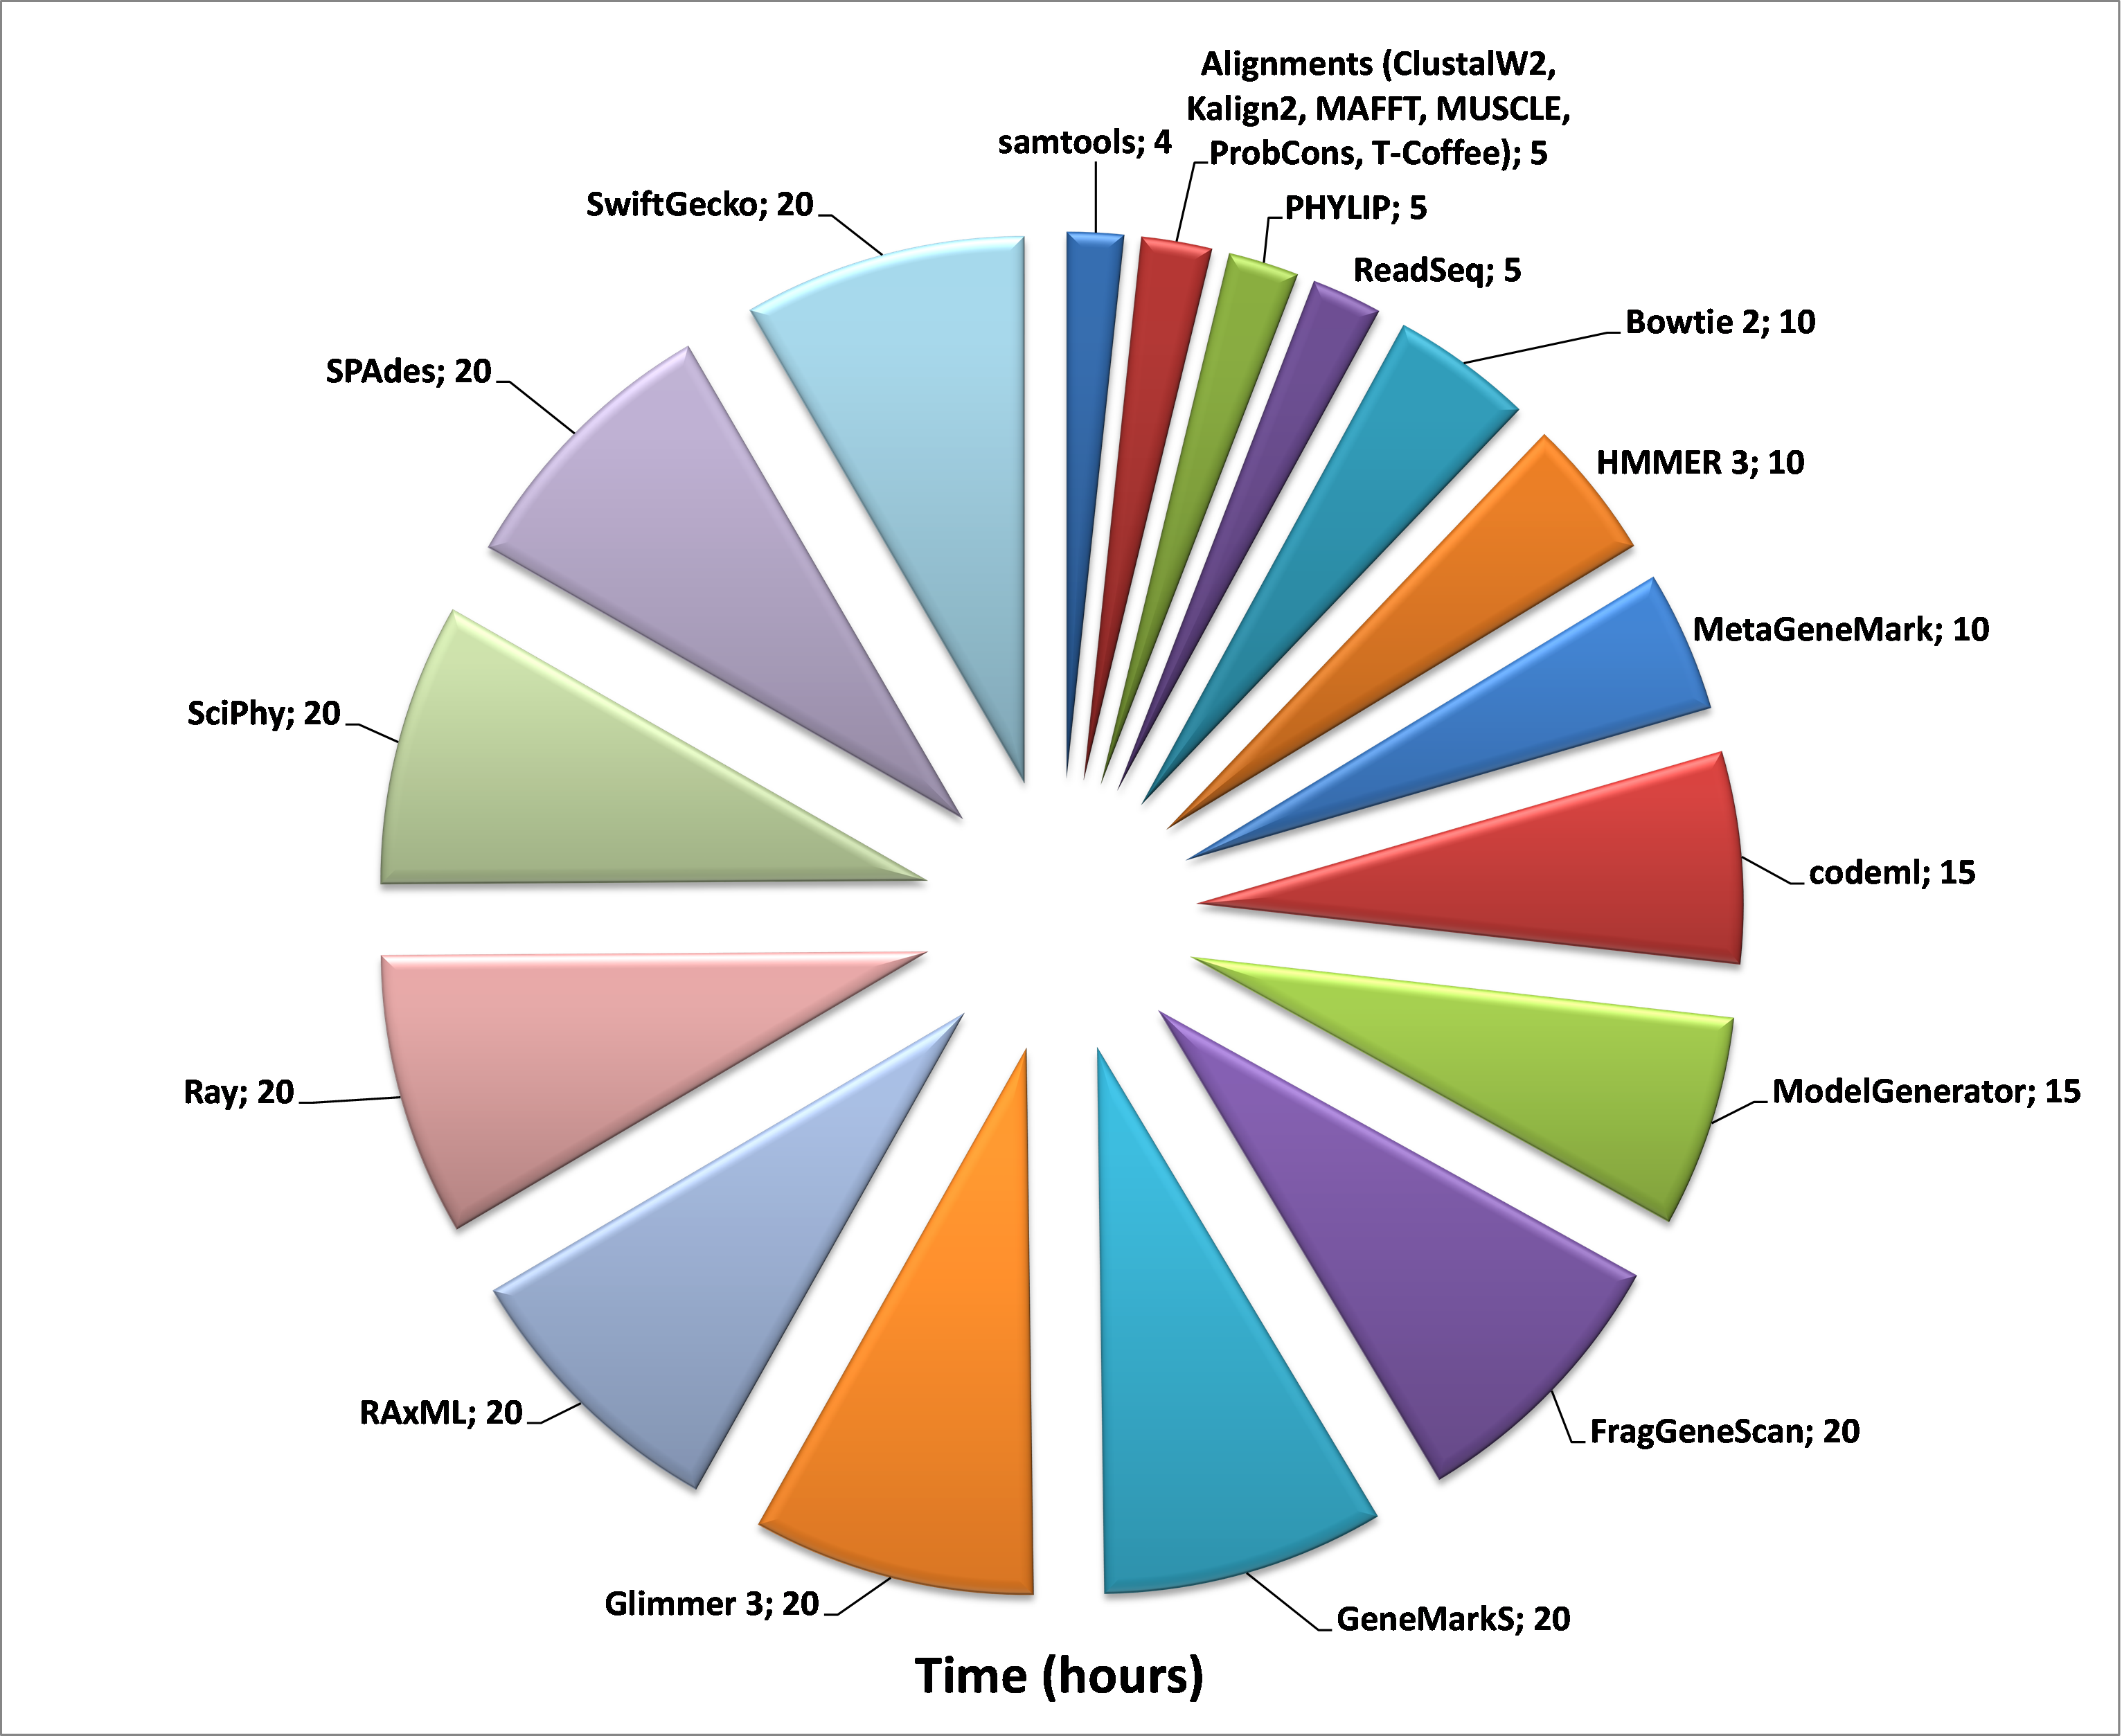 Alignments (ClustalW2,
Kalign2, MAFFT, MUSCLE,
ProbCons, T-Coffee); 5
samtools; 4
PHYLIP; 5
ReadSeq; 5
Bowtie 2; 10
HMMER 3; 10
MetaGeneMark; 10
codeml; 15
ModelGenerator; 15
FragGeneScan; 20
GeneMarkS; 20
Glimmer 3; 20
RAxML; 20
Ray; 20
SciPhy; 20
SPAdes; 20
SwiftGecko; 20
Time (hours)